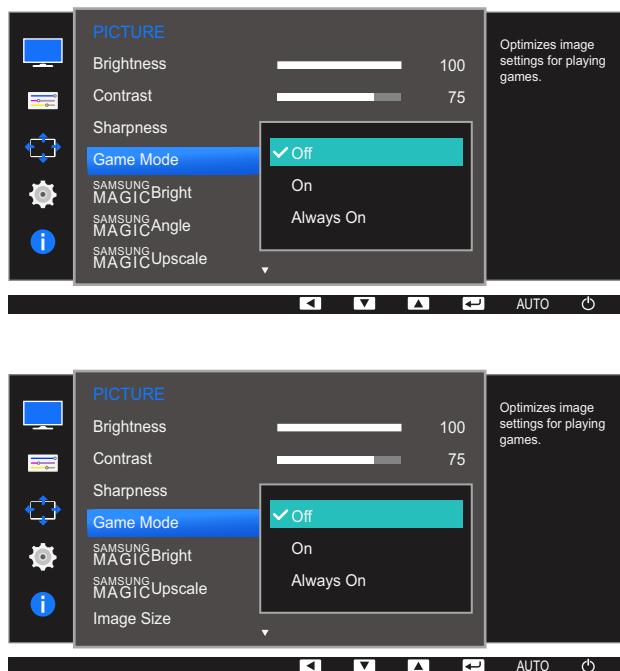 PICTURE
Brightness 100
Contrast 75
Sharpness
Game Mode
SAMSUNG
MAGIC Bright
SAMSUNG
MAGIC Angle
SAMSUNG
MAGIC Upscale
Off
On
Always On
Optimizes image
settings for playing
games.
AUTO
PICTURE
Brightness 100
Contrast 75
Sharpness
Game Mode
SAMSUNG
MAGIC Bright
SAMSUNG
MAGIC Upscale
Image Size
Off
On
Always On
Optimizes image
settings for playing
games.
AUTO